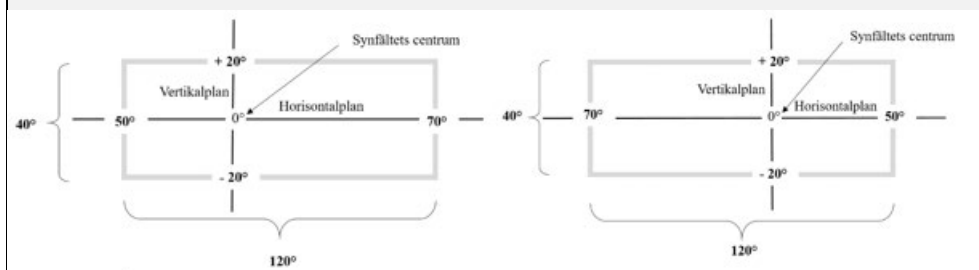 Synfältets centrum
+ 20°
Vertikalplan
Horisontalplan
40°
50°
0°
70°
- 20°
120°
Synfältets centrum
+ 20°
Vertikalplan
Horisontalplan
40°
70°
0°
50°
- 20°
120°